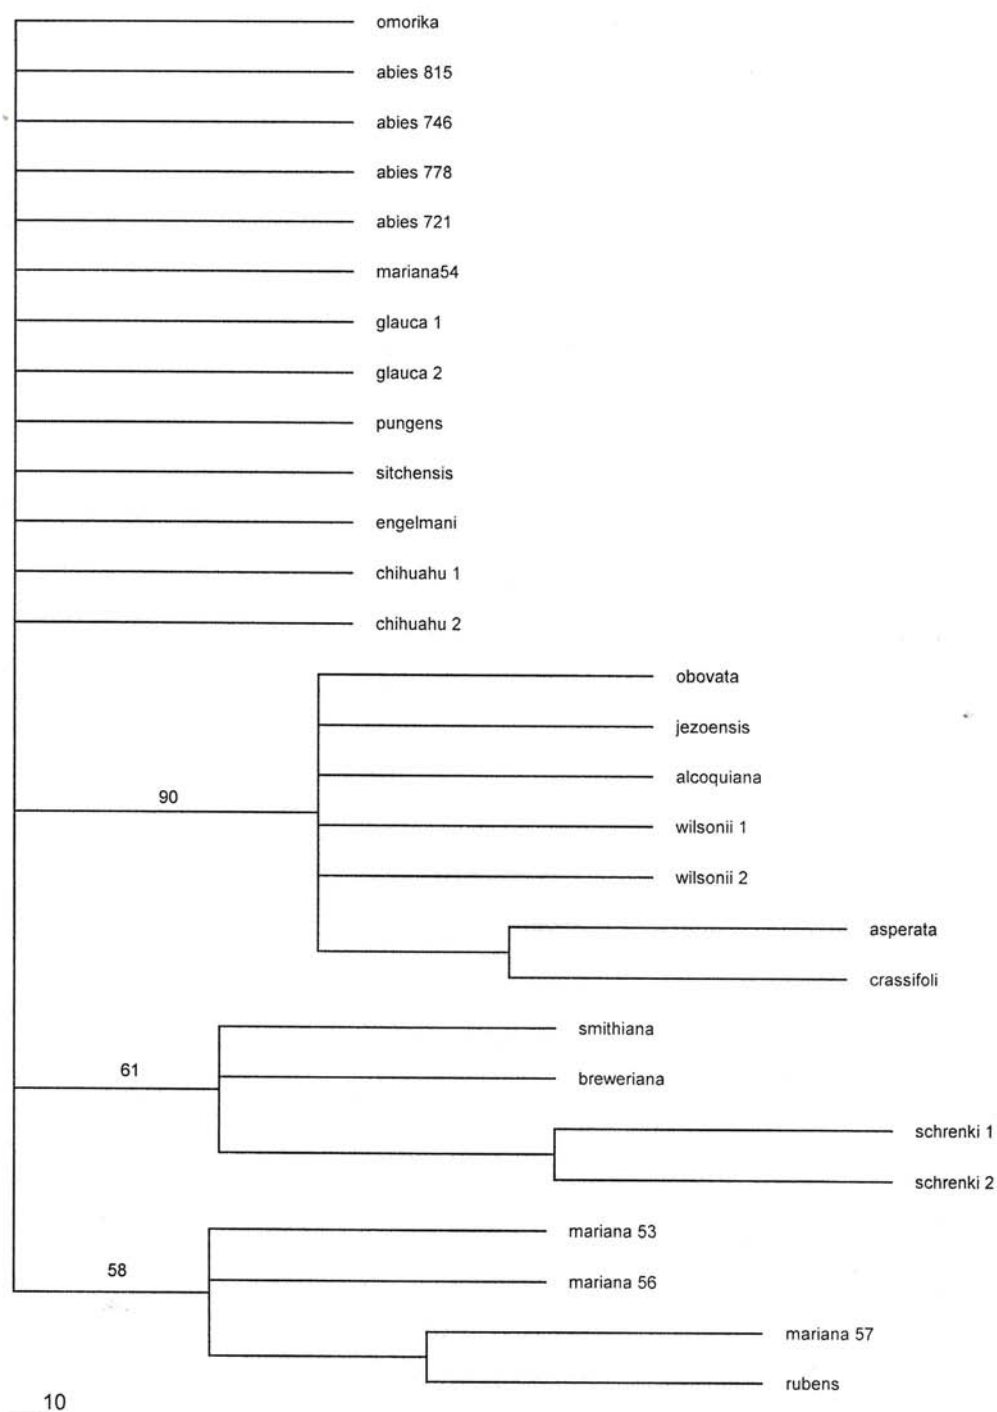 omorika
abies 815
abies 746
abies 778
abies 721
mariana54
glauca 1
glauca 2
pungens
sitchensis
engelmani
chihuahu 1
chihuahu 2
obovata
jezoensis
alcoquiana
90
wilsonii 1
wilsonii 2
asperata
crassifoli
smithiana
61
breweriana
schrenki 1
schrenki 2
mariana 53
58
mariana 56
mariana 57
rubens
10